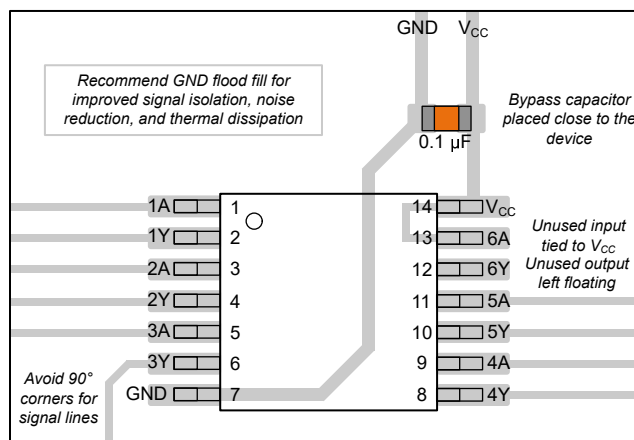 GND VCC
Recommend GND flood fill for
improved signal isolation, noise
reduction, and thermal dissipation
Bypass capacitor
placed close to the
device
0.1 µF
1A 1 14 VCC
1Y 2 13 6A
2A 3 12 6Y
2Y 4 11 5A
3A 5 10 5Y
3Y 6 9 4A
GND 7 8 4Y
Unused input
tied to VCC
Unused output
left floating
Avoid 90°
corners for
signal lines